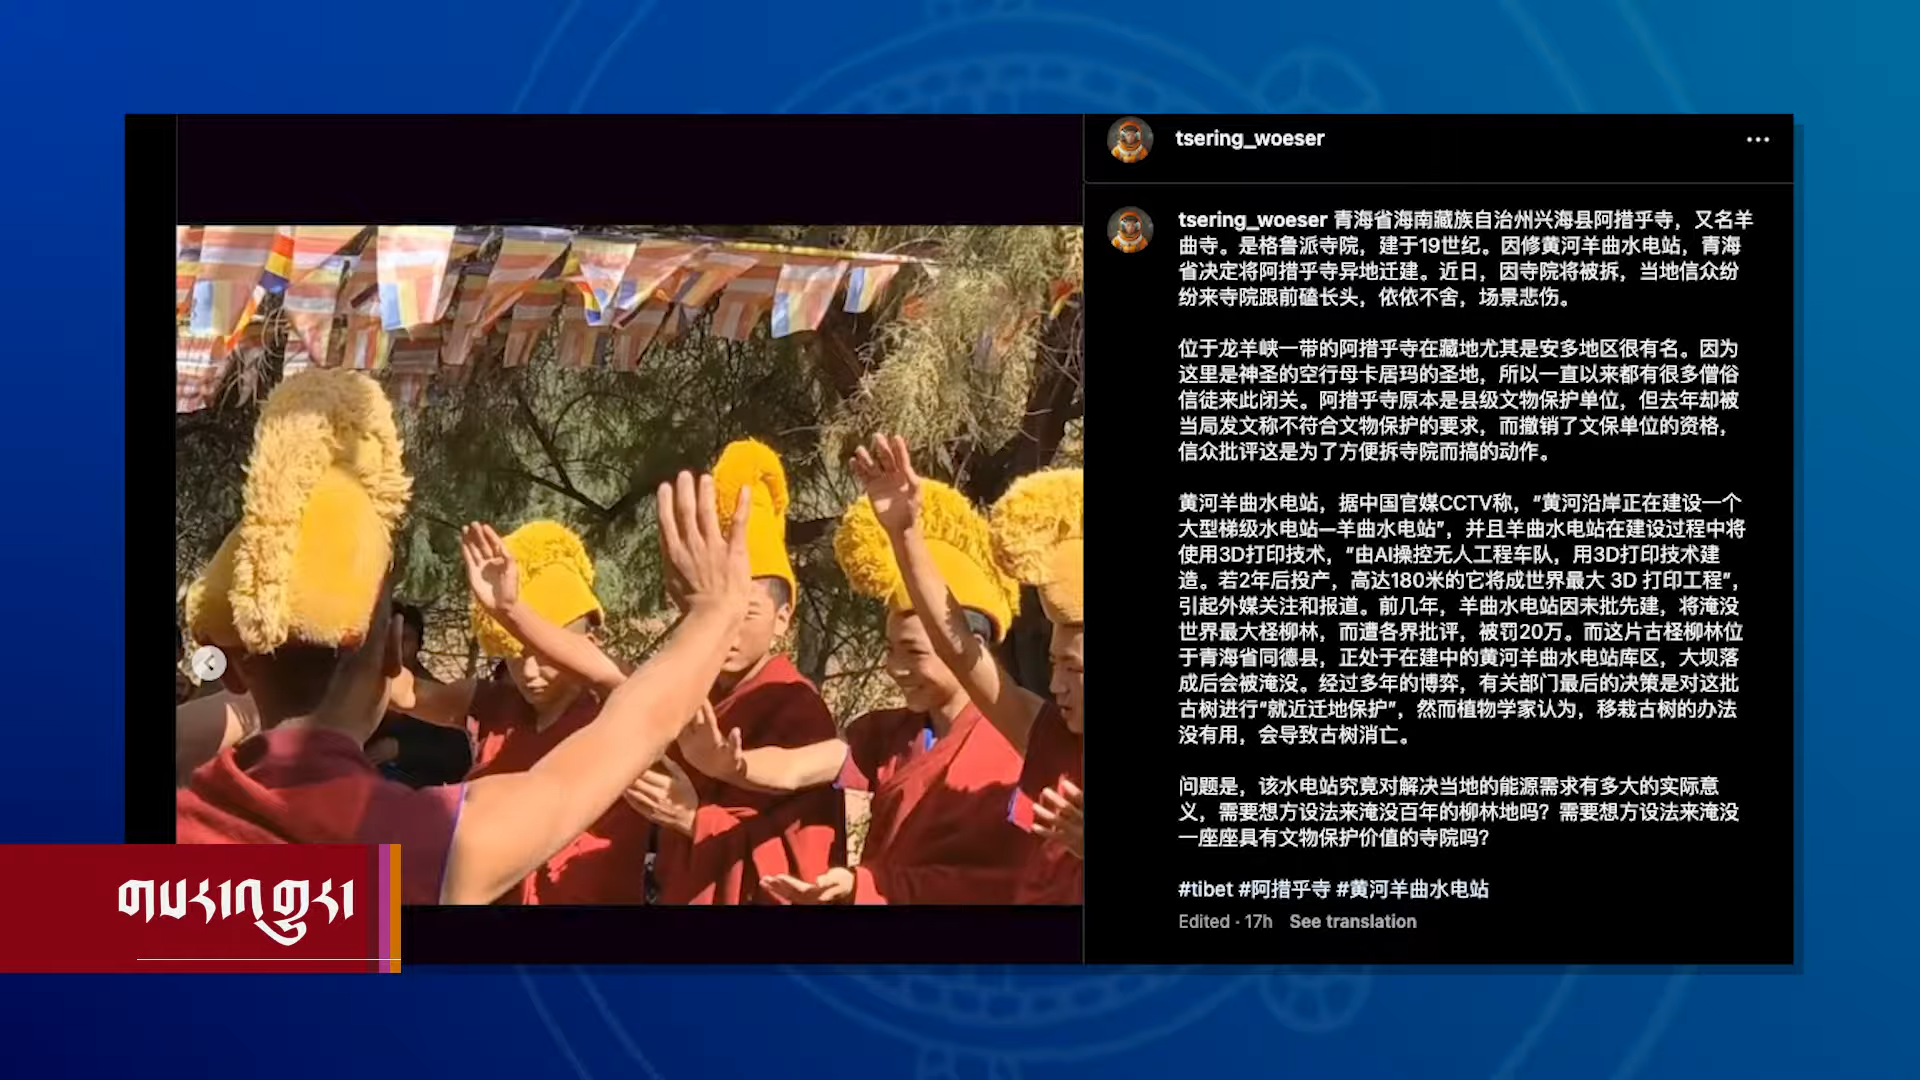 tsering_woeser
tsering_woeser 青海省海南藏族自治州兴海县阿措乎寺，又名羊
曲寺。是格鲁派寺院，建于19世纪。因修黄河羊曲水电站，青海
省决定将阿措乎寺异地迁建。近日，因寺院将被拆，当地信众纷
纷来寺院跟前磕长头，依依不舍，场景悲伤。
位于龙羊峡一带的阿措乎寺在藏地尤其是安多地区很有名。因为
这里是神圣的空行母卡居玛的圣地，所以一直以来都有很多僧俗
信徒来此闭关。阿措乎寺原本是县级文物保护单位，但去年却被
当局发文称不符合文物保护的要求，而撤销了文保单位的资格，
信众批评这是为了方便拆寺院而搞的动作。
黄河羊曲水电站，据中国官媒CCTV称，“黄河沿岸正在建设一个
大型梯级水电站—羊曲水电站”，并且羊曲水电站在建设过程中将
使用3D打印技术，“由AI操控无人工程车队，用3D打印技术建
造。若2年后投产，高达180米的它将成世界最大 3D 打印工程”，
引起外媒关注和报道。前几年，羊曲水电站因未批先建，将淹没
世界最大柽柳林，而遭各界批评，被罚20万。而这片古柽柳林位
于青海省同德县，正处于在建中的黄河羊曲水电站库区，大坝落
成后会被淹没。经过多年的博弈，有关部门最后的决策是对这批
古树进行“就近迁地保护”，然而植物学家认为，移栽古树的办法
没有用，会导致古树消亡。
问题是，该水电站究竟对解决当地的能源需求有多大的实际意
义，需要想方设法来淹没百年的柳林地吗？需要想方设法来淹没
一座座具有文物保护价值的寺院吗？
#tibet #阿措乎寺 #黄河羊曲水电站
Edited · 17h See translation